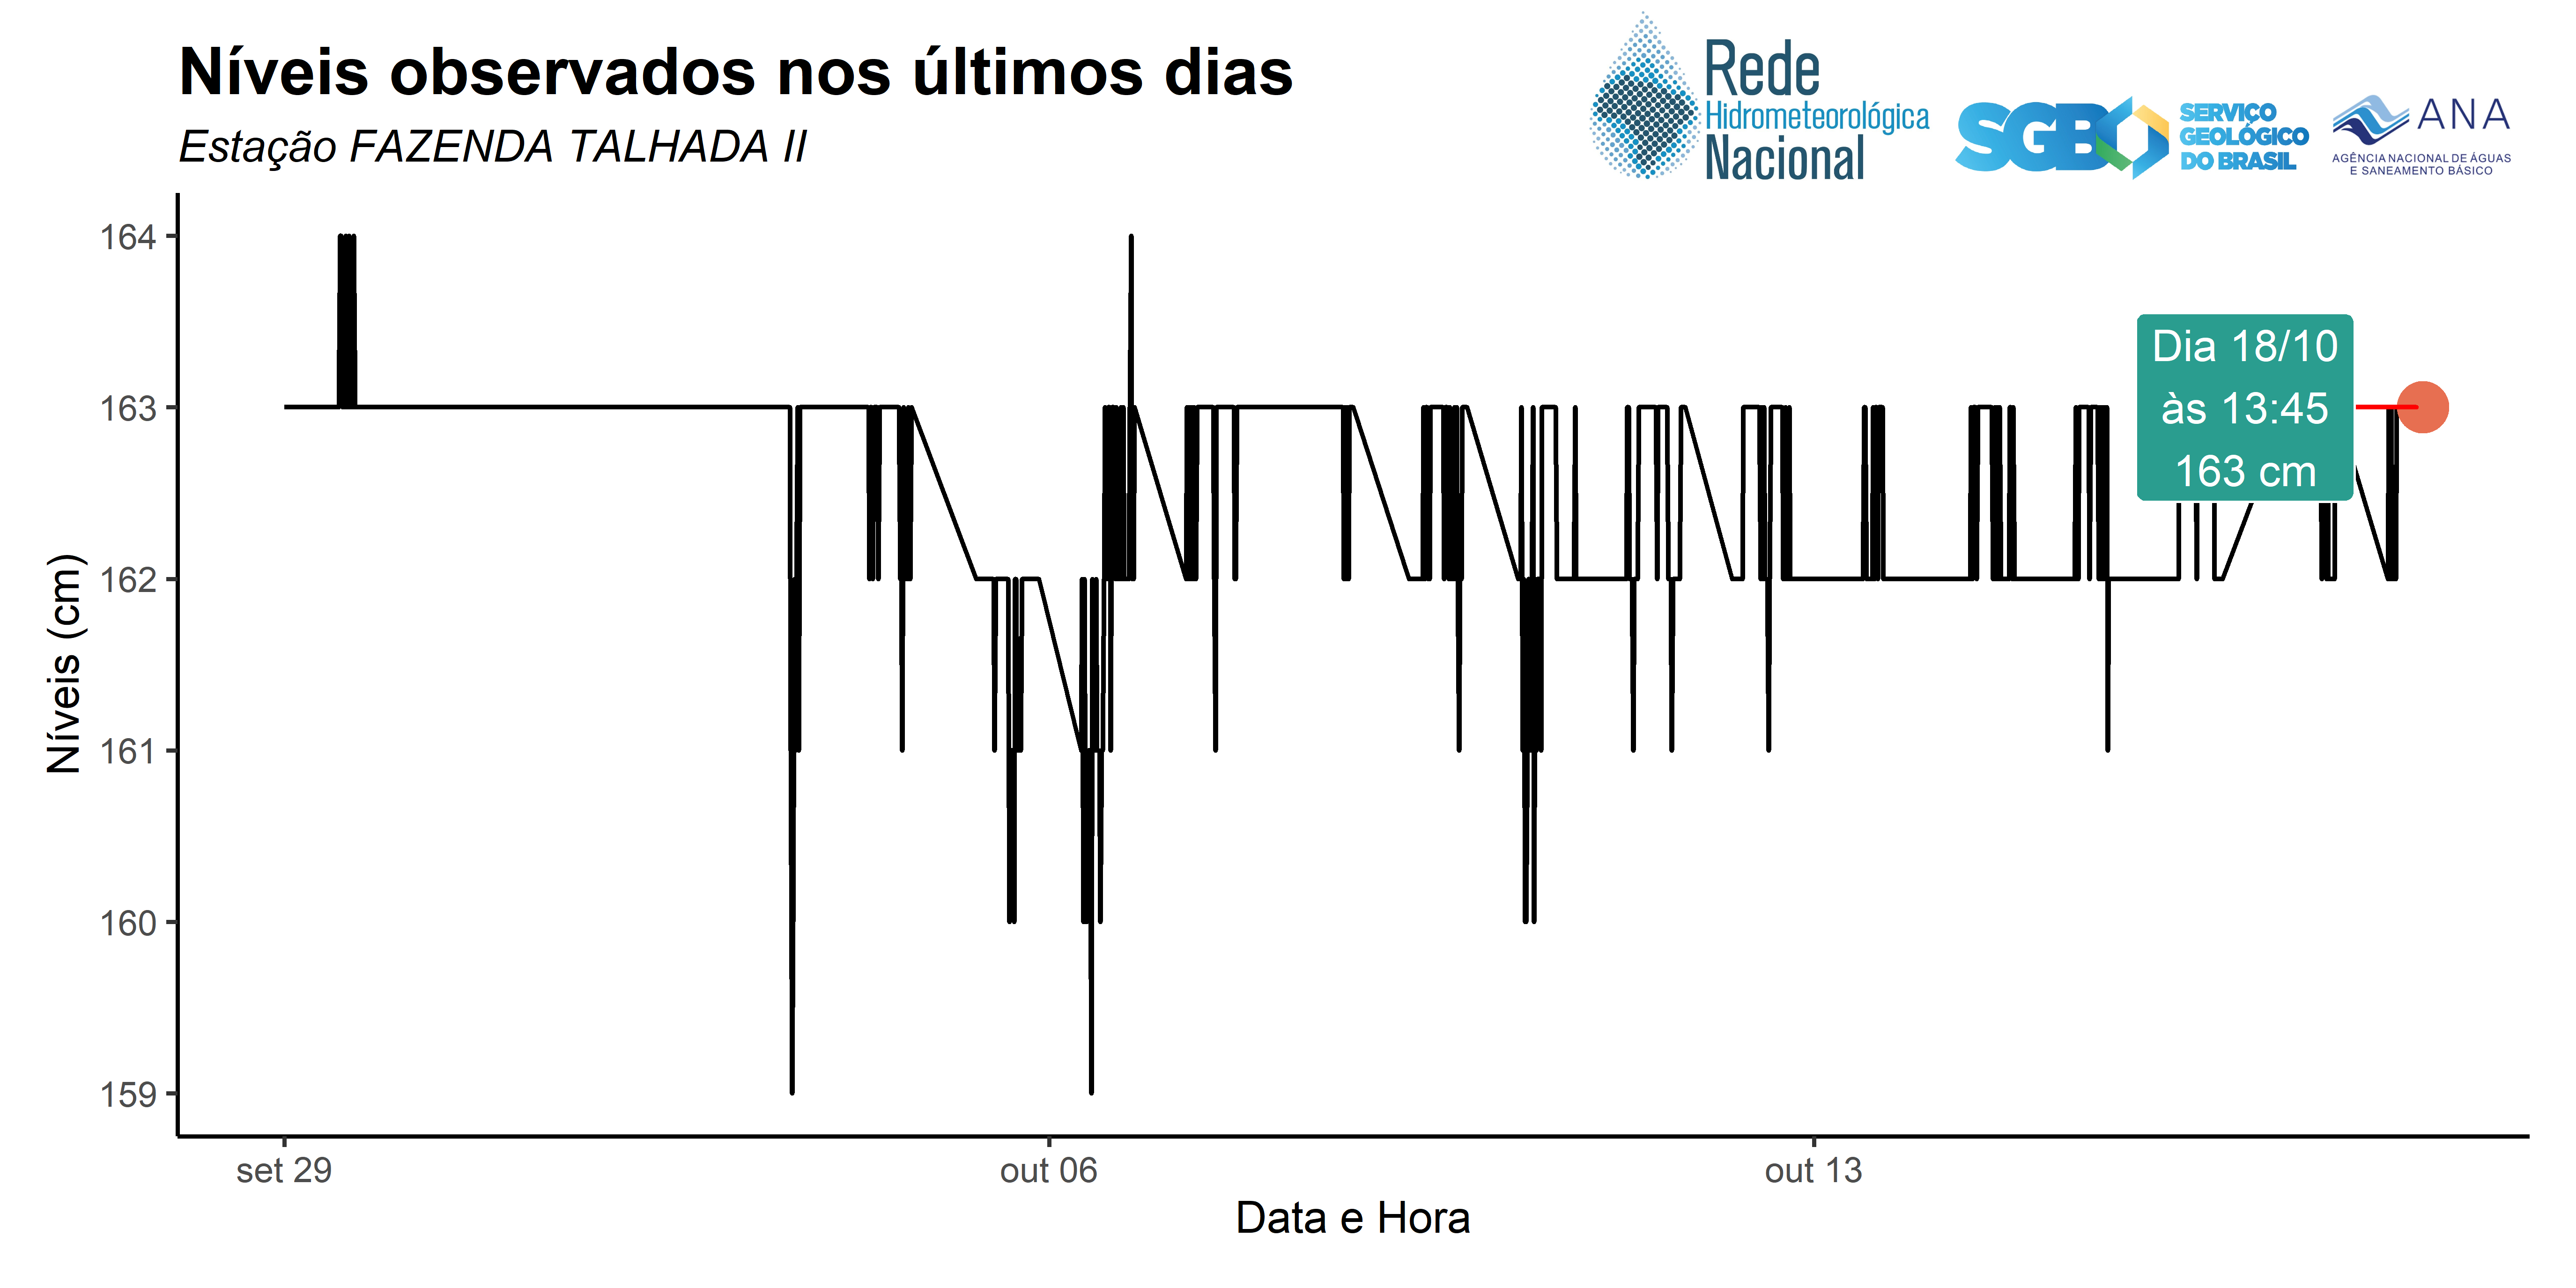 Níveis observados nos últimos dias
Estação FAZENDA TALHADA II
Rede
Hidrometeorológica
Nacional
SGB
SERVIÇO
GEOLÓGICO
DO BRASIL
ANA
AGÊNCIA NACIONAL DE ÁGUAS
E SANEAMENTO BÁSICO
164
163
162
161
160
159
Níveis (cm)
Dia 18/10
às 13:45
163 cm
set 29
out 06
out 13
Data e Hora